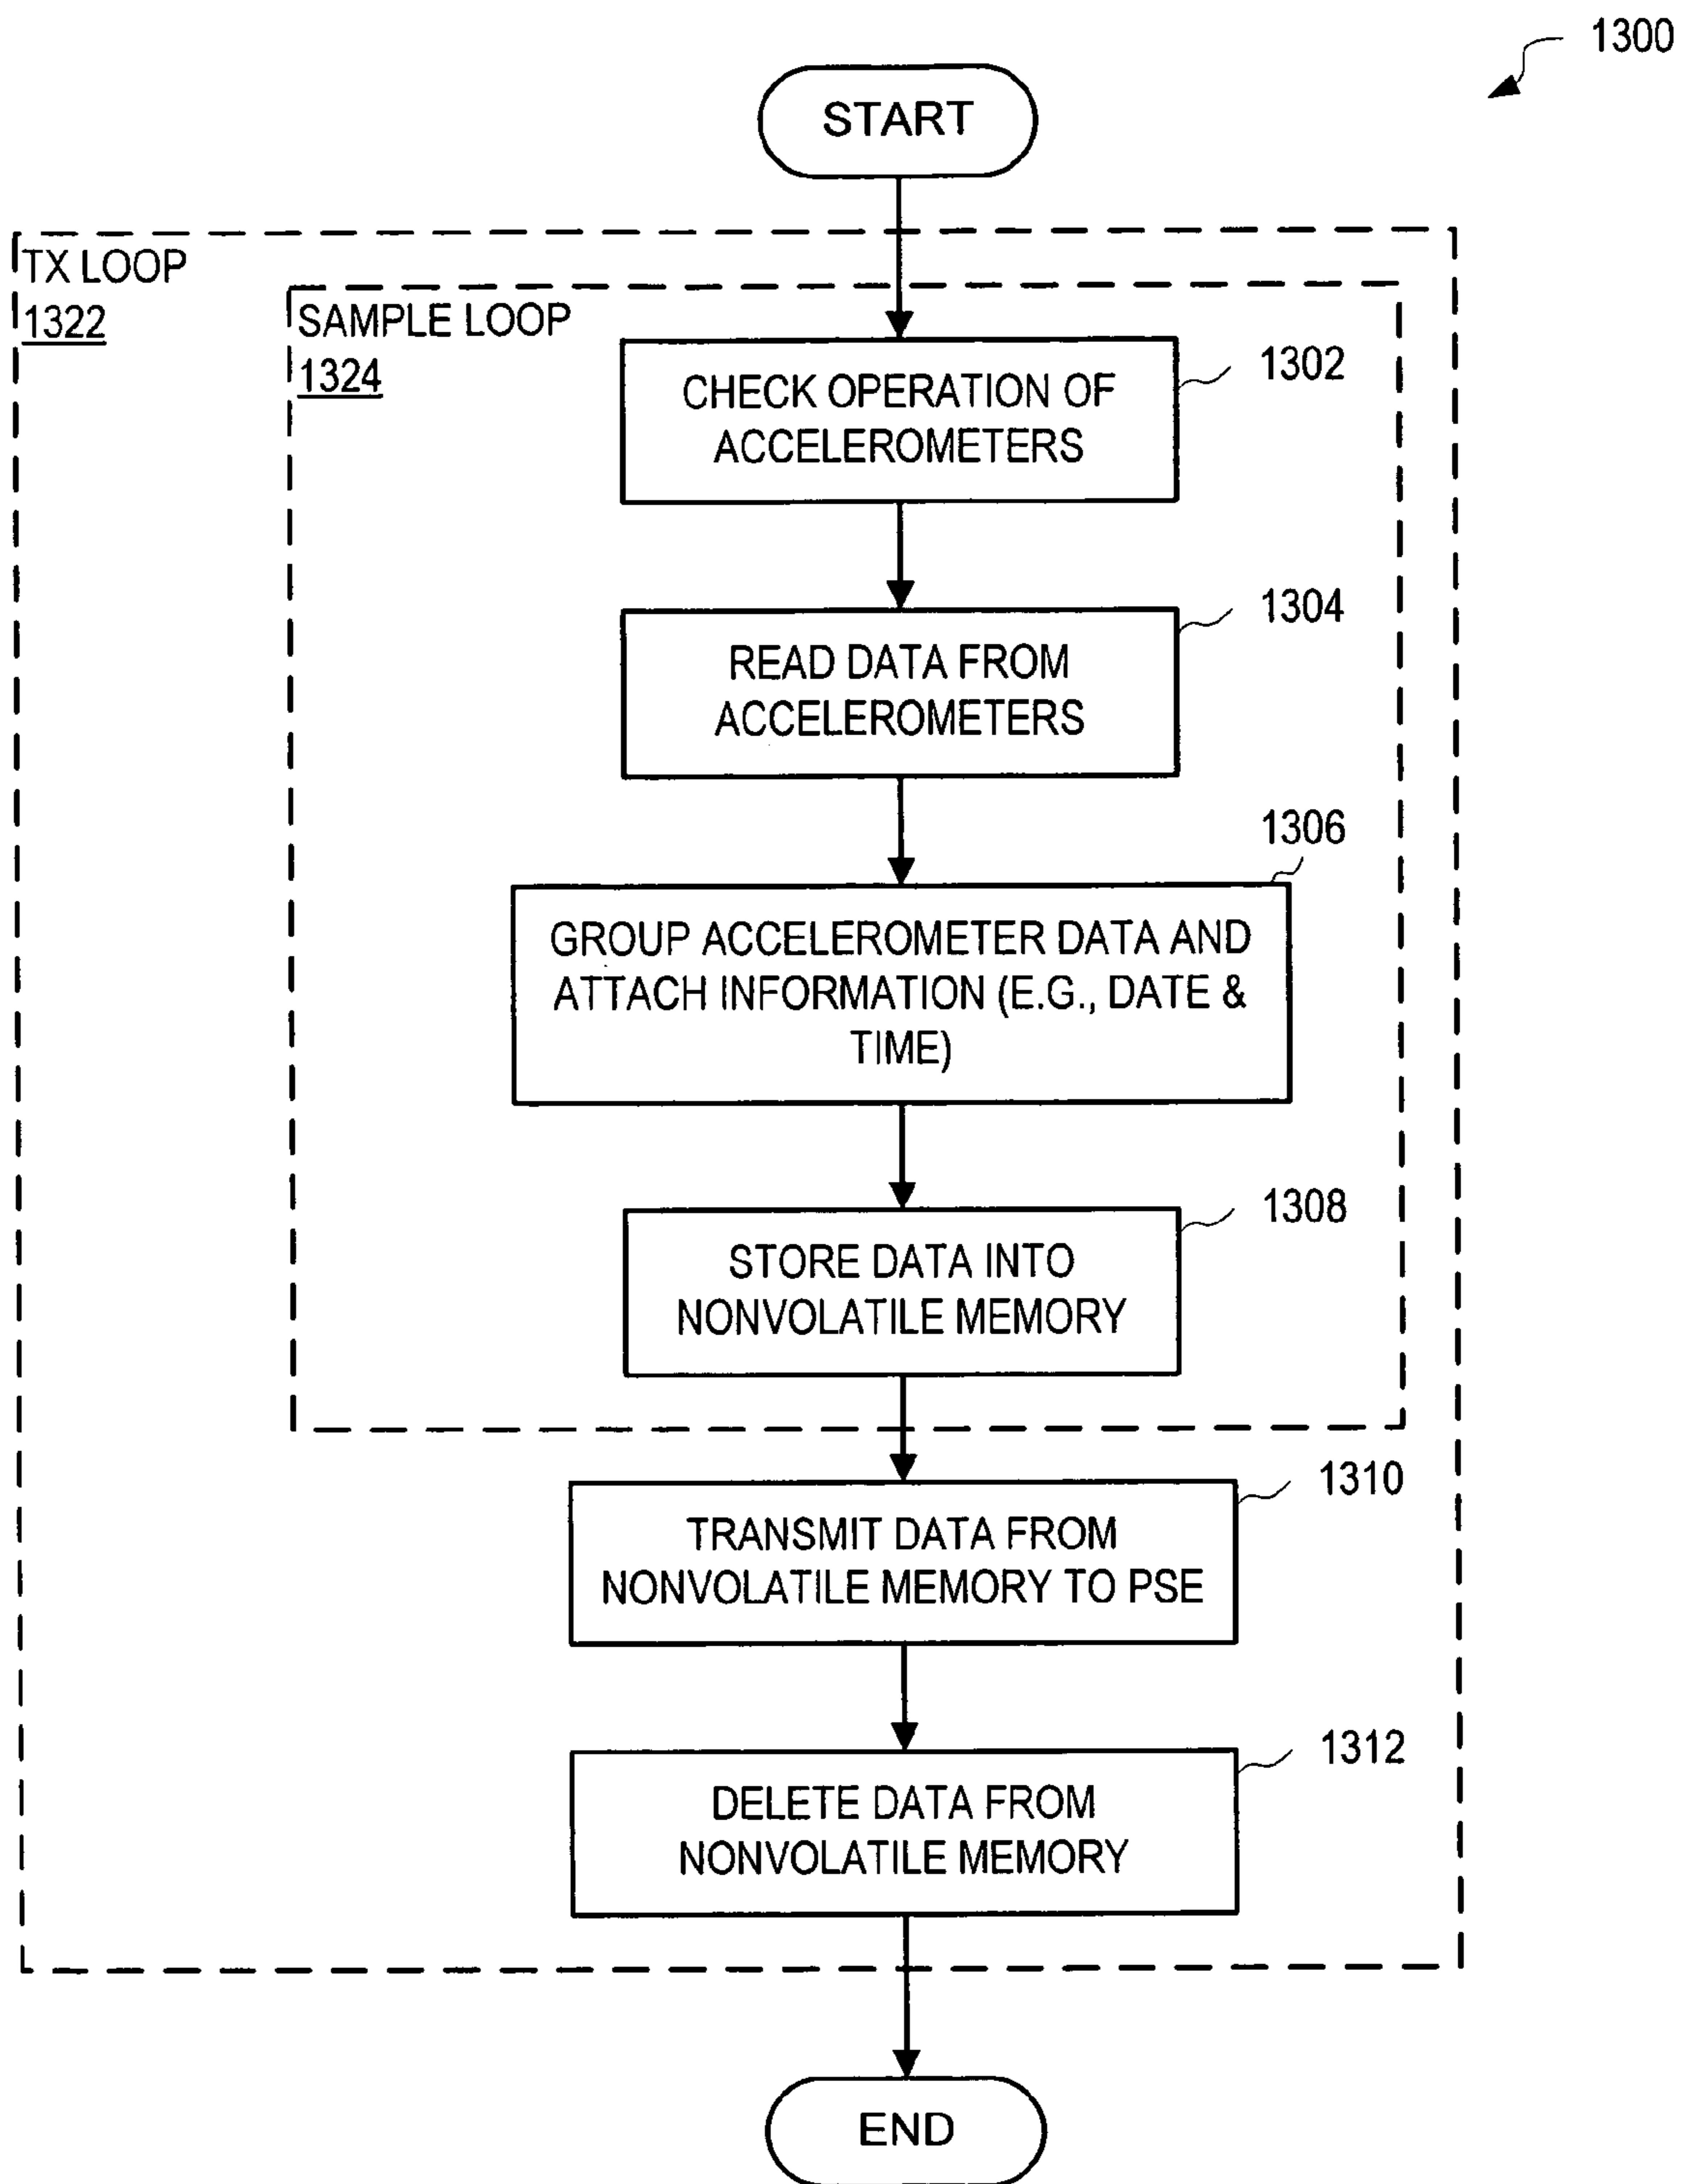 1300
START
TX LOOP
1322
SAMPLE LOOP
1324
1302
CHECK OPERATION OF
ACCELEROMETERS
1304
READ DATA FROM
ACCELEROMETERS
1306
GROUP ACCELEROMETER DATA AND
ATTACH INFORMATION (E.G., DATE &
TIME)
1308
STORE DATA INTO
NONVOLATILE MEMORY
1310
TRANSMIT DATA FROM
NONVOLATILE MEMORY TO PSE
1312
DELETE DATA FROM
NONVOLATILE MEMORY
END